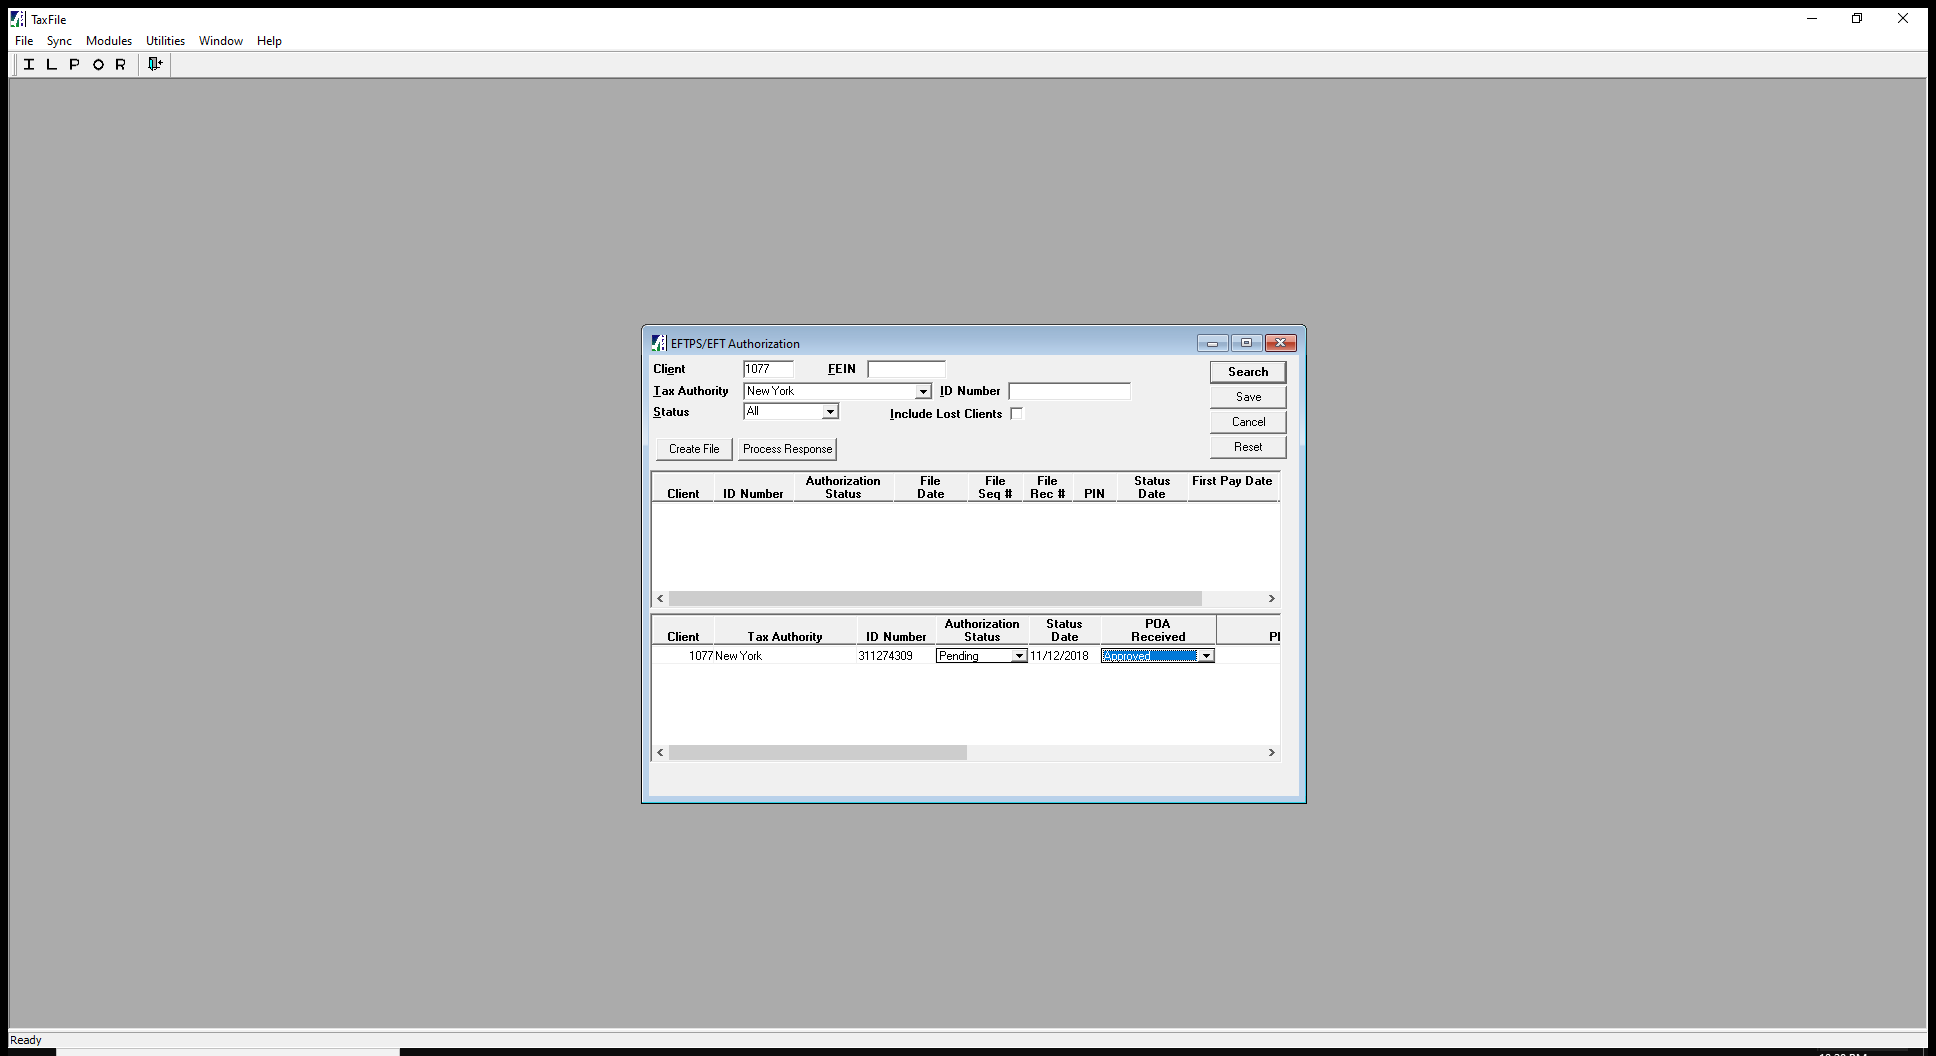 TaxFile
File Sync Modules Utilities Window Help
I L P O R
EFTPS/EFT Authorization
Client 1077 FEIN Search
Tax Authority New York ID Number Save
Status All Include Lost Clients Cancel
Create File Process Response Reset
Authorization File File File Status First Pay Date
Client ID Number Status Date Seq # Rec # PIN Date
Authorization Status POA
Client Tax Authority ID Number Status Date Received PI
1077 New York 311274309 Pending 11/12/2018 Approved
Ready